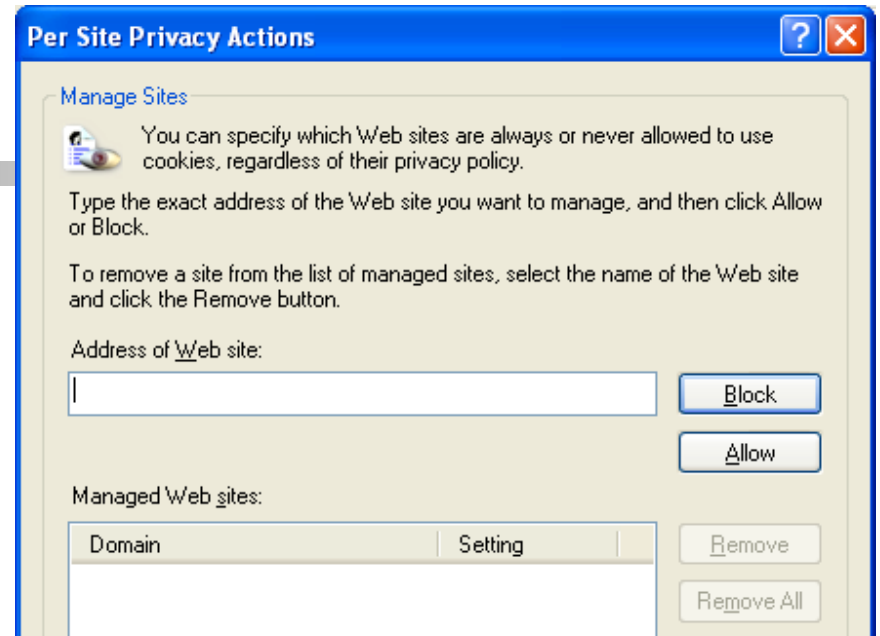 Per Site Privacy Actions
Manage Sites
You can specify which Web sites are always or never allowed to use
cookies, regardless of their privacy policy.
Type the exact address of the Web site you want to manage, and then click Allow
or Block.
To remove a site from the list of managed sites, select the name of the Web site
and click the Remove button.
Address of Web site:
Block
Allow
Managed Web sites:
Domain Setting
Remove
Remove All